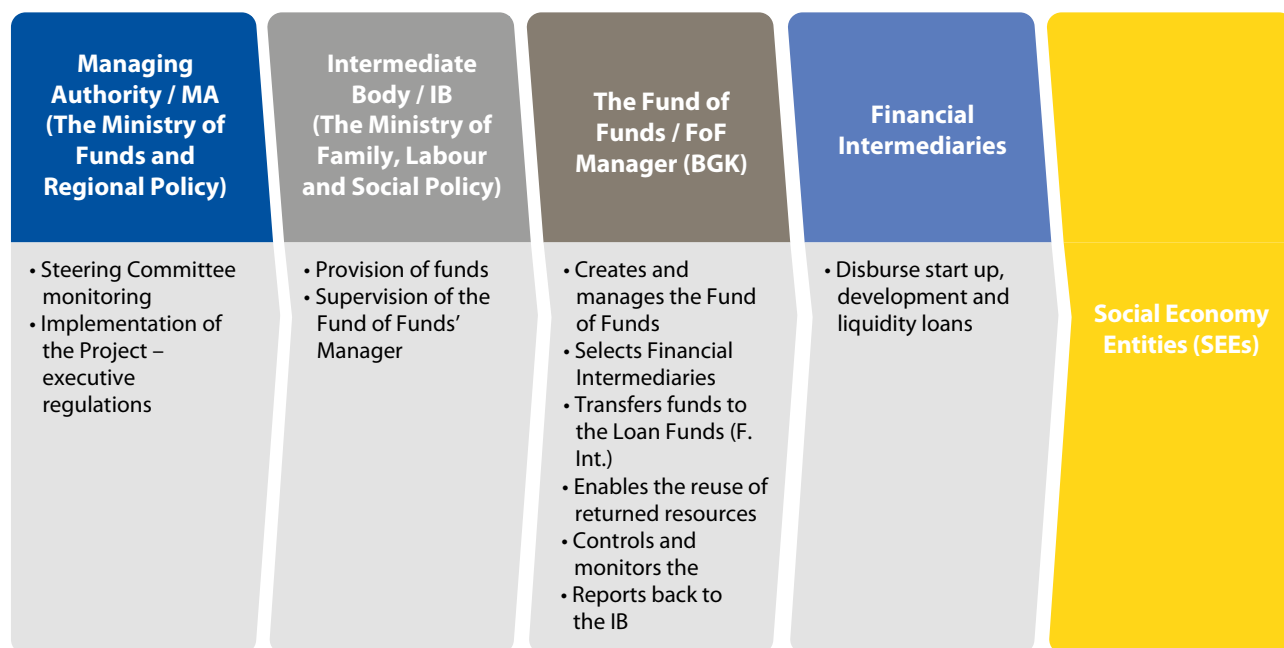 Managing
Authority / MA
(The Ministry of
Funds and
Regional Policy)
• Steering Committee
monitoring
• Implementation of
the Project –
executive
regulations
Intermediate
Body / IB
(The Ministry of
Family, Labour
and Social Policy)
• Provision of funds
• Supervision of the
Fund of Funds’
Manager
The Fund of
Funds / FoF
Manager (BGK)
• Creates and
manages the Fund
of Funds
• Selects Financial
Intermediaries
• Transfers funds to
the Loan Funds (F.
Int.)
• Enables the reuse of
returned resources
• Controls and
monitors the
• Reports back to
the IB
Financial
Intermediaries
• Disburse start up,
development and
liquidity loans
Social Economy
Entities (SEEs)